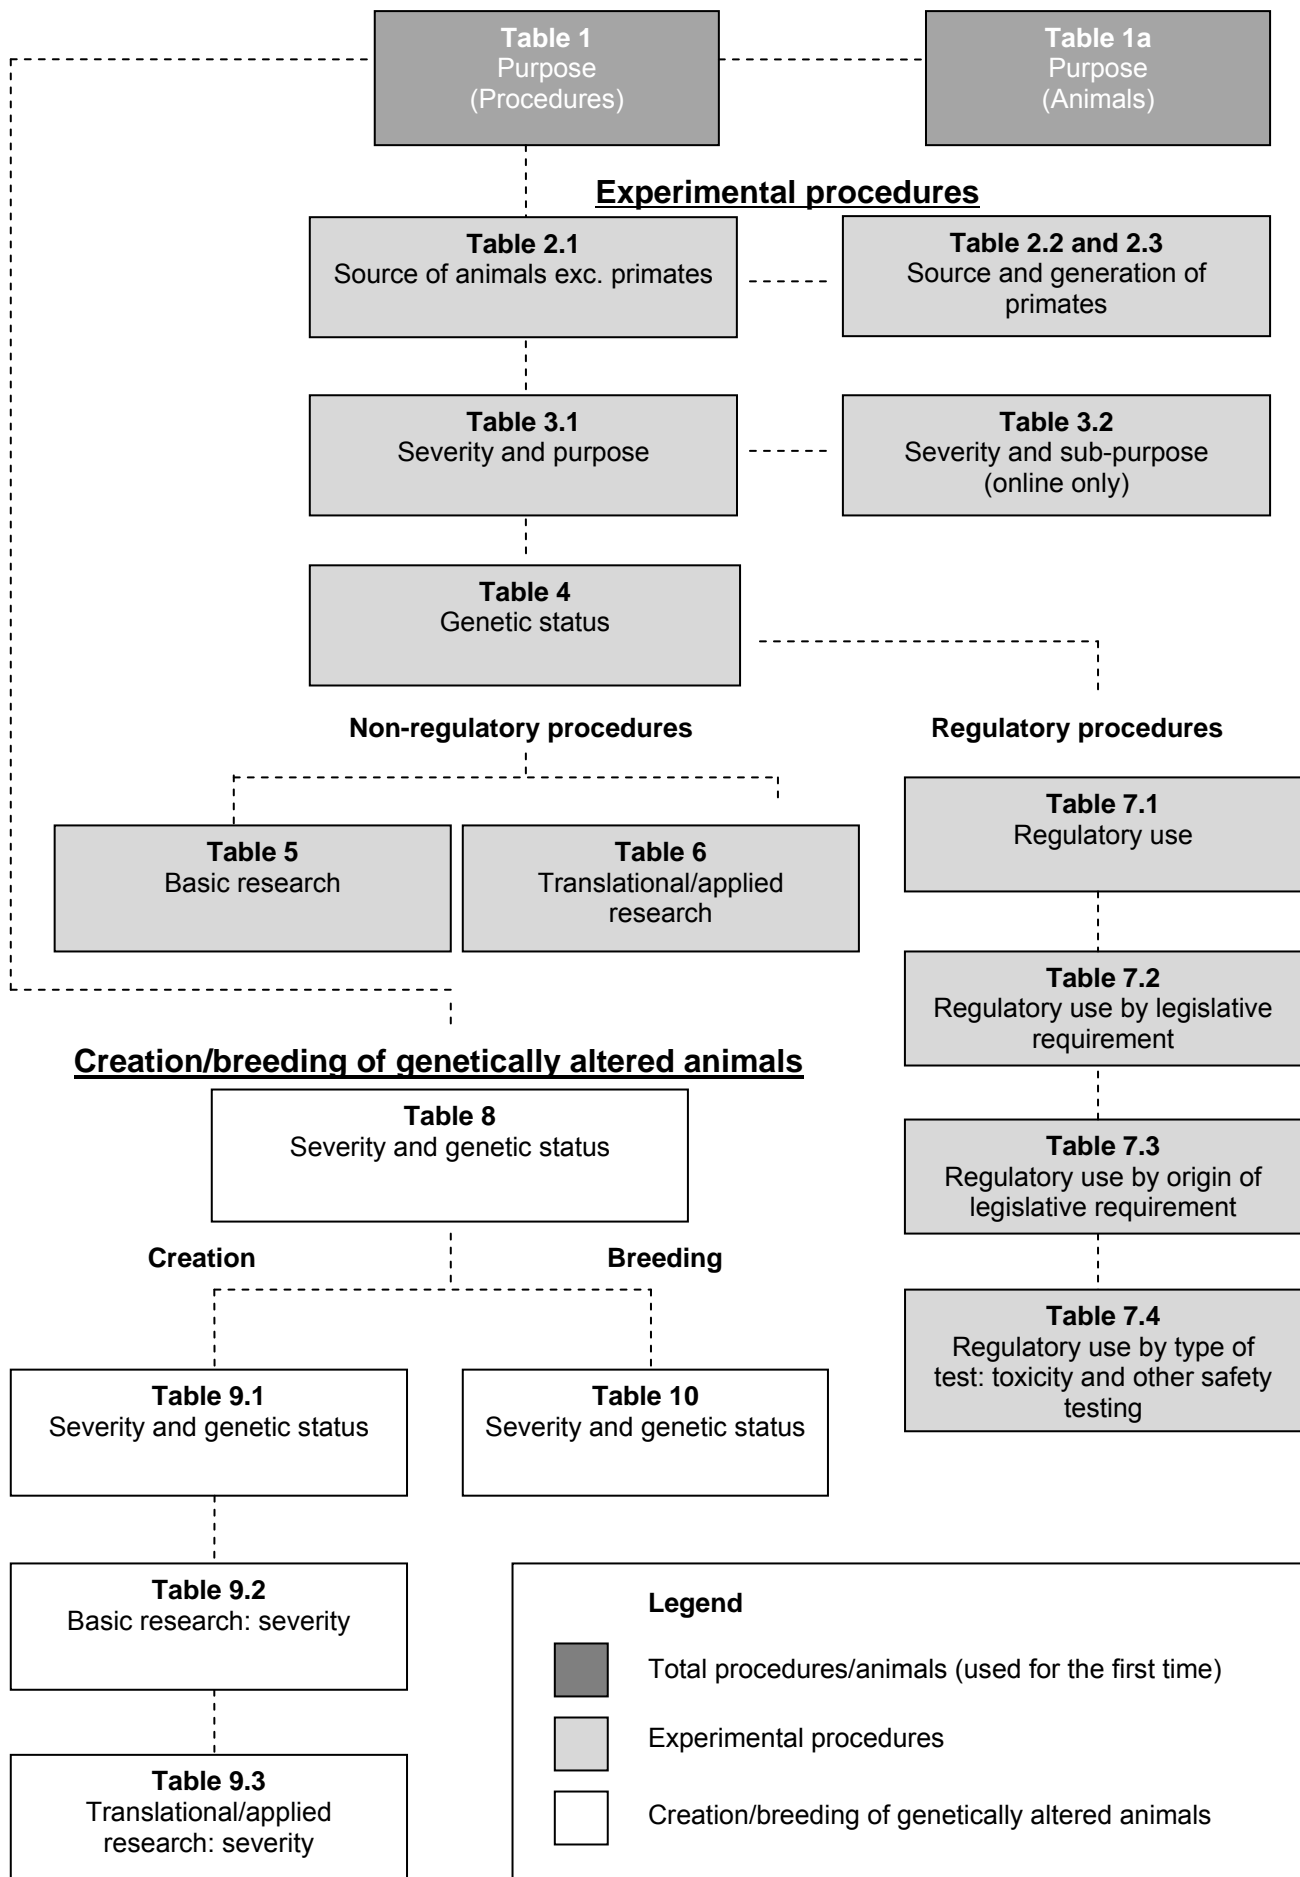 Table 1
Purpose
(Procedures)
Table 1a
Purpose
(Animals)
Experimental procedures
Table 2.1
Source of animals exc. primates
Table 2.2 and 2.3
Source and generation of
primates
Table 3.1
Severity and purpose
Table 3.2
Severity and sub-purpose
(online only)
Table 4
Genetic status
Non-regulatory procedures
Regulatory procedures
Table 5
Basic research
Table 6
Translational/applied
research
Table 7.1
Regulatory use
Table 7.2
Regulatory use by legislative
requirement
Table 7.3
Regulatory use by origin of
legislative requirement
Table 7.4
Regulatory use by type of
test: toxicity and other safety
testing
Creation/breeding of genetically altered animals
Table 8
Severity and genetic status
Creation
Breeding
Table 9.1
Severity and genetic status
Table 10
Severity and genetic status
Table 9.2
Basic research: severity
Table 9.3
Translational/applied
research: severity
Legend
Total procedures/animals (used for the first time)
Experimental procedures
Creation/breeding of genetically altered animals